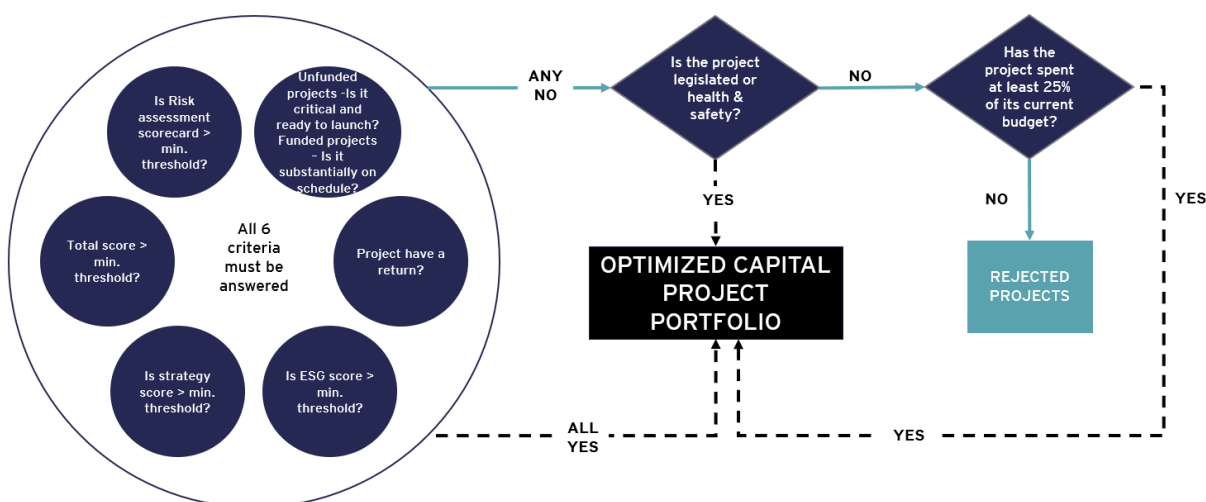 Is Risk
assessment
scorecard >
min.
threshold?
Unfunded
projects -Is it
critical and
ready to launch?
Funded projects
- Is it
substantially on
schedule?
Total score >
min.
threshold?
All 6
criteria
must be
answered
Project have a
return?
Is strategy
score > min.
threshold?
Is ESG score >
min.
threshold?
ANY
NO
Is the project
legislated or
health &
safety?
NO
Has the
project spent
at least 25%
of its current
budget?
YES
NO
YES
OPTIMIZED CAPITAL
PROJECT
PORTFOLIO
REJECTED
PROJECTS
ALL
YES
YES